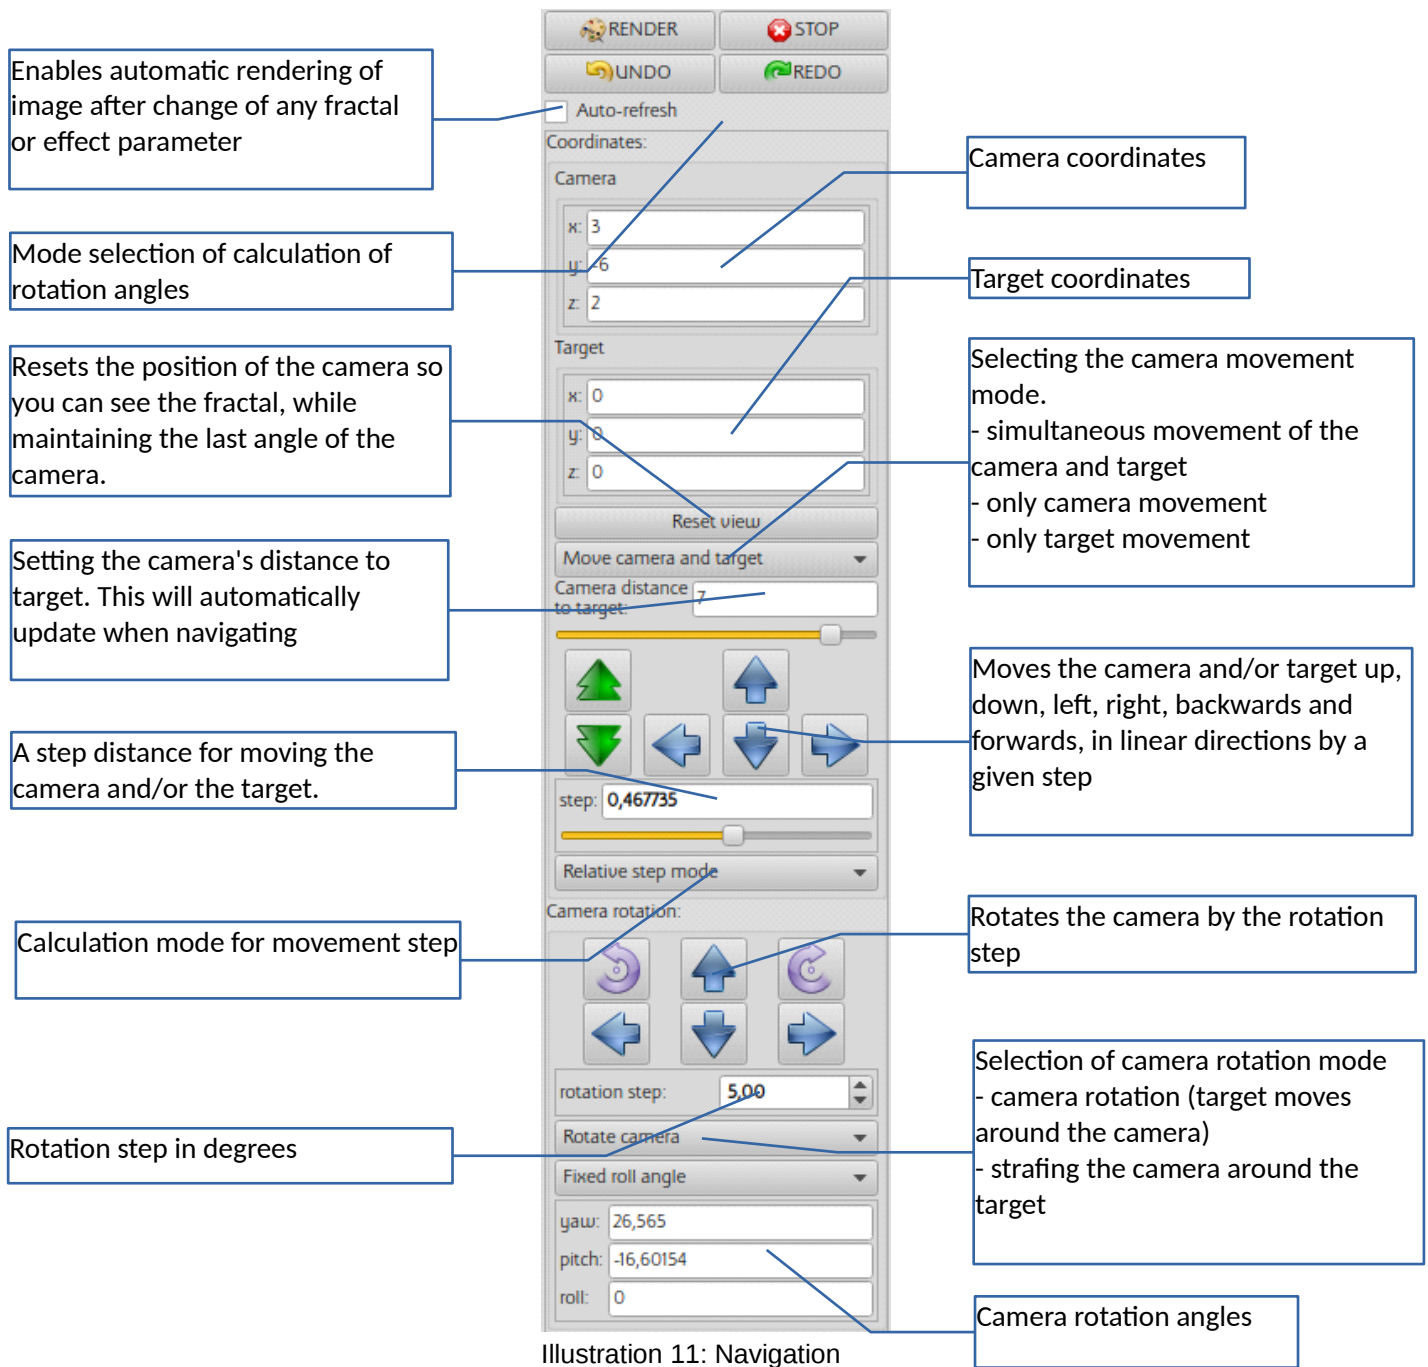 RENDER
STOP
UNDO
REDO
Auto-refresh
Coordinates:
Camera
x: 3
y: -6
z: 2
Target
x: 0
y: 0
z: 0
Reset view
Move camera and target
Camera distance
to target:
7
step: 0,467735
Relative step mode
Camera rotation:
rotation step: 5,00
Rotate camera
Fixed roll angle
yaw: 26,565
pitch: -16,60154
roll: 0
Enables automatic rendering of
image after change of any fractal
or effect parameter
Mode selection of calculation of
rotation angles
Resets the position of the camera so
you can see the fractal, while
maintaining the last angle of the
camera.
Setting the camera's distance to
target. This will automatically
update when navigating
A step distance for moving the
camera and/or the target.
Calculation mode for movement step
Rotation step in degrees
Camera coordinates
Target coordinates
Selecting the camera movement
mode.
- simultaneous movement of the
camera and target
- only camera movement
- only target movement
Moves the camera and/or target up,
down, left, right, backwards and
forwards, in linear directions by a
given step
Rotates the camera by the rotation
step
Selection of camera rotation mode
- camera rotation (target moves
around the camera)
- strafing the camera around the
target
Camera rotation angles
Illustration 11: Navigation